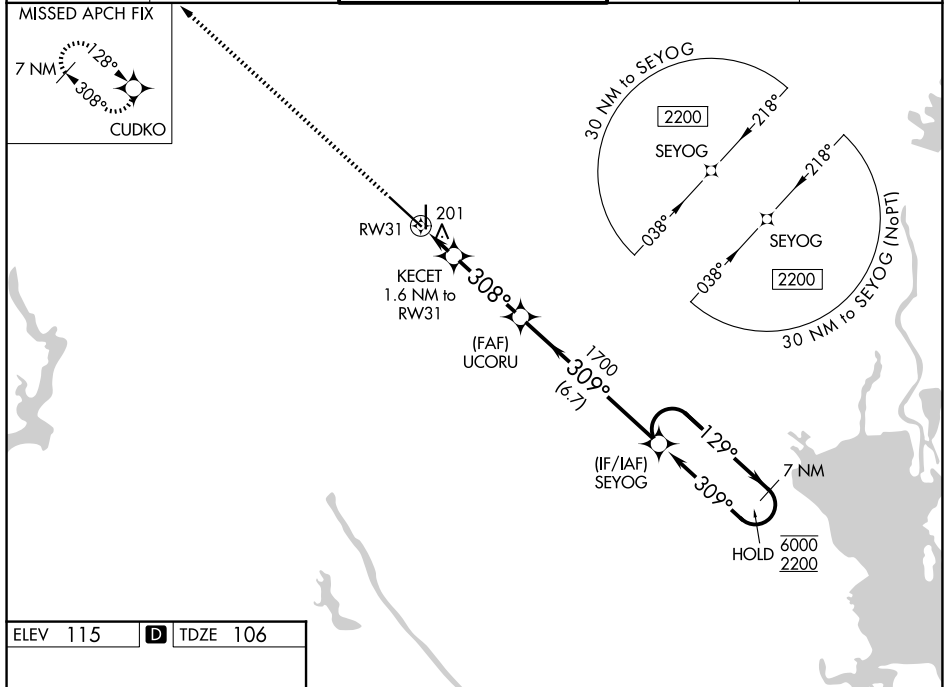 MISSED APCH FIX
7 NM
128°
308°
CUDKO
30 NM to SEYOG
2200
SEYOG
218°
038°
218°
SEYOG
038°
2200
30 NM to SEYOG (NoPT)
RW31
201
KECET
1.6 NM to
RW31
308°
(FAF)
UCORU
1700
309°
(6.7)
(IF/IAF)
SEYOG
129°
309°
7 NM
HOLD
6000
2200
ELEV 115 D TDZE 106